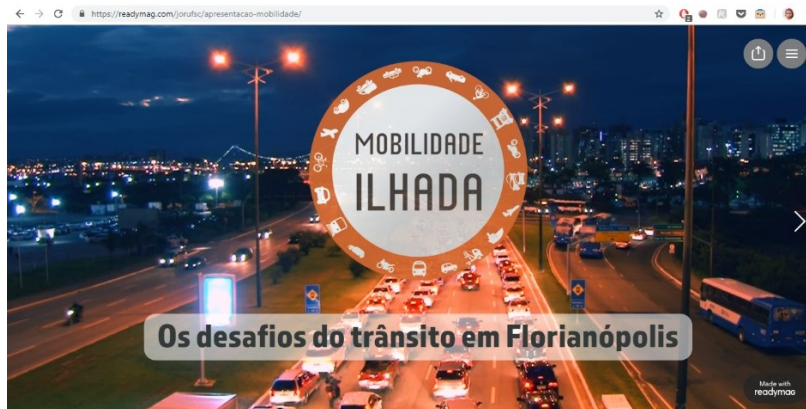 https://readymag.com/jorufsc/apresentacao-mobilidade/
MOBILIDADE
ILHADA
Os desafios do trânsito em Florianópolis
Made with
readymag